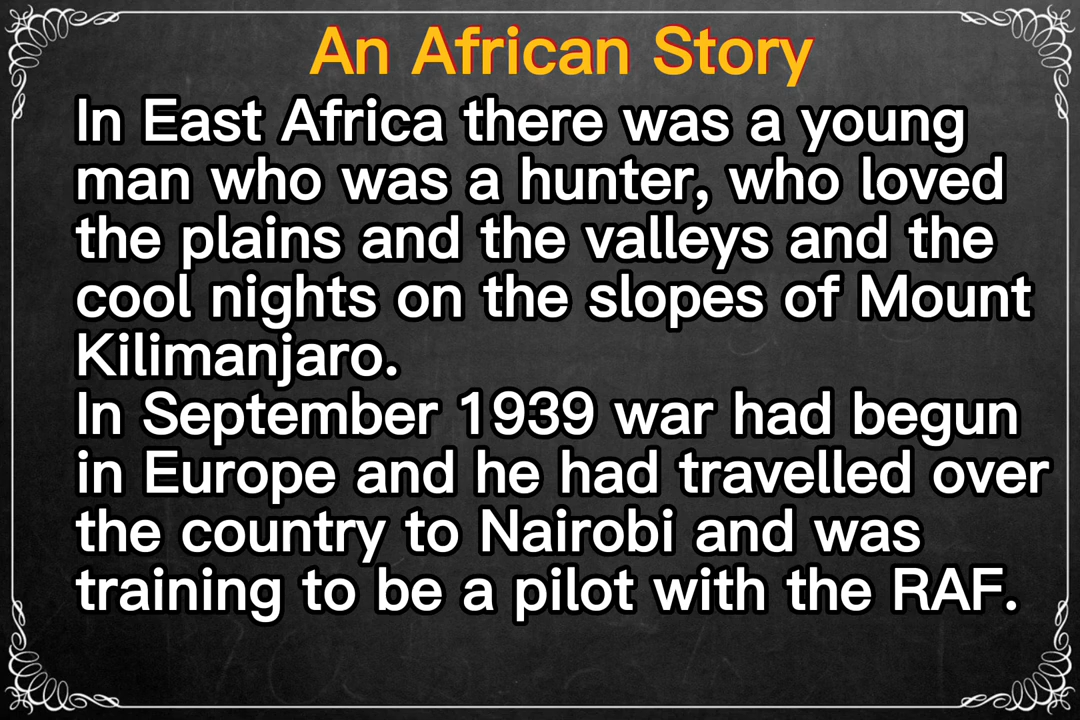 An African Story
In East Africa there was a young
man who was a hunter, who loved
the plains and the valleys and the
cool nights on the slopes of Mount
Kilimanjaro.
In September 1939 war had begun
in Europe and he had travelled over
the country to Nairobi and was
training to be a pilot with the RAF.